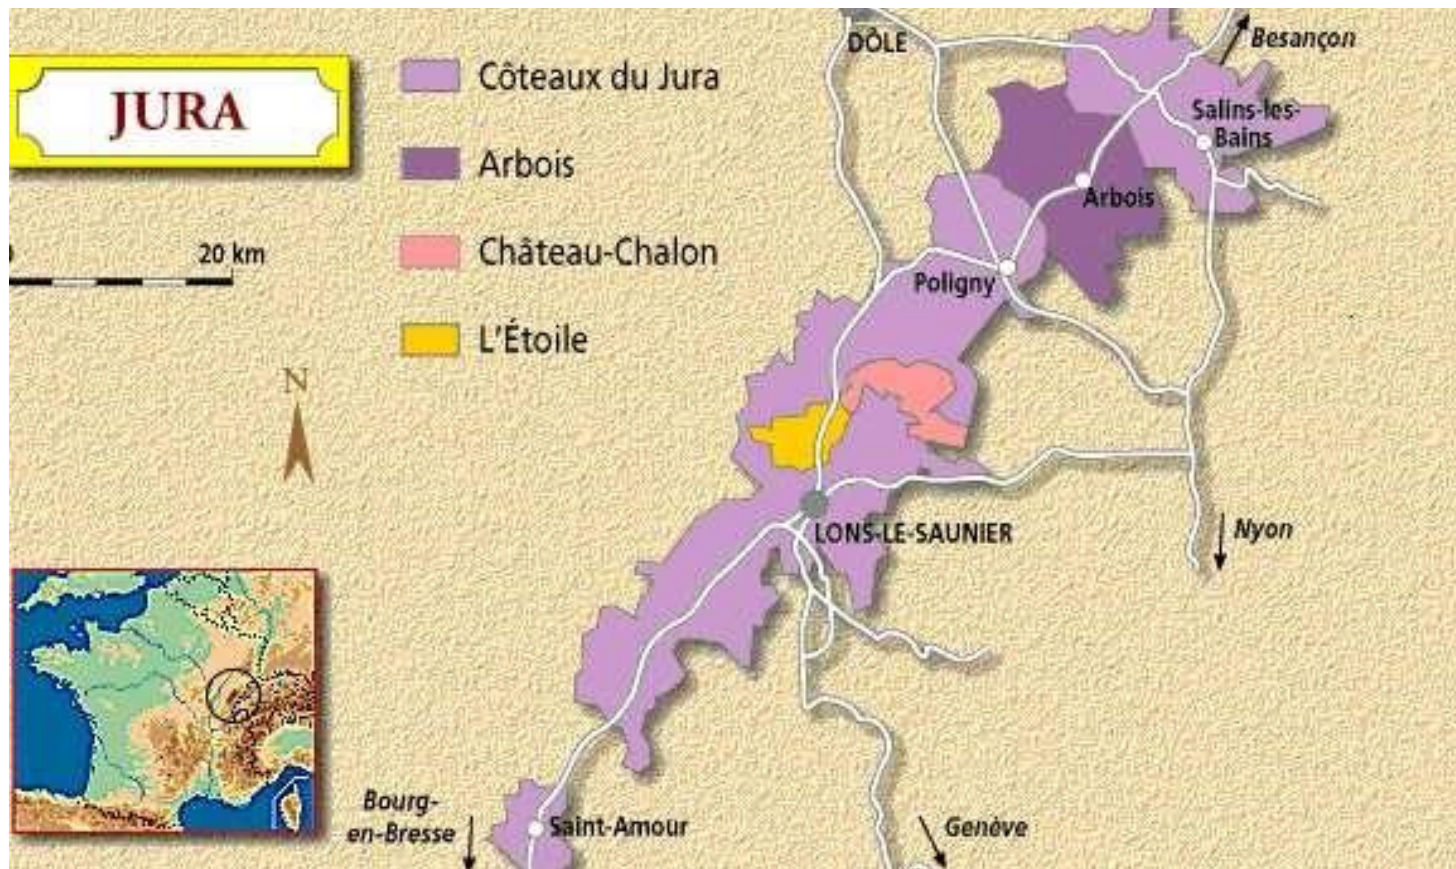 JURA
Côteaux du Jura
Arbois
Château-Chalon
L'Étoile
20 km
N
DÔLE
Besançon
Salins-les-
Bains
Arbois
Poligny
LONS-LE-SAUNIER
Nyon
Bourg-
en-Bresse
Saint-Amour
Genève